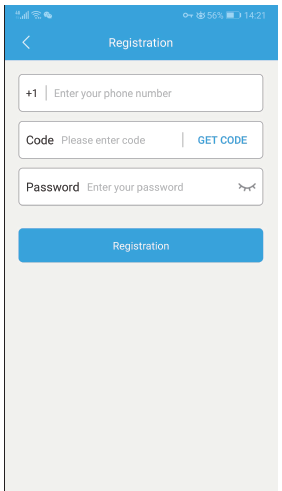 56% 14:21
Registration
+1 Enter your phone number
Code Please enter code GET CODE
Password Enter your password
Registration